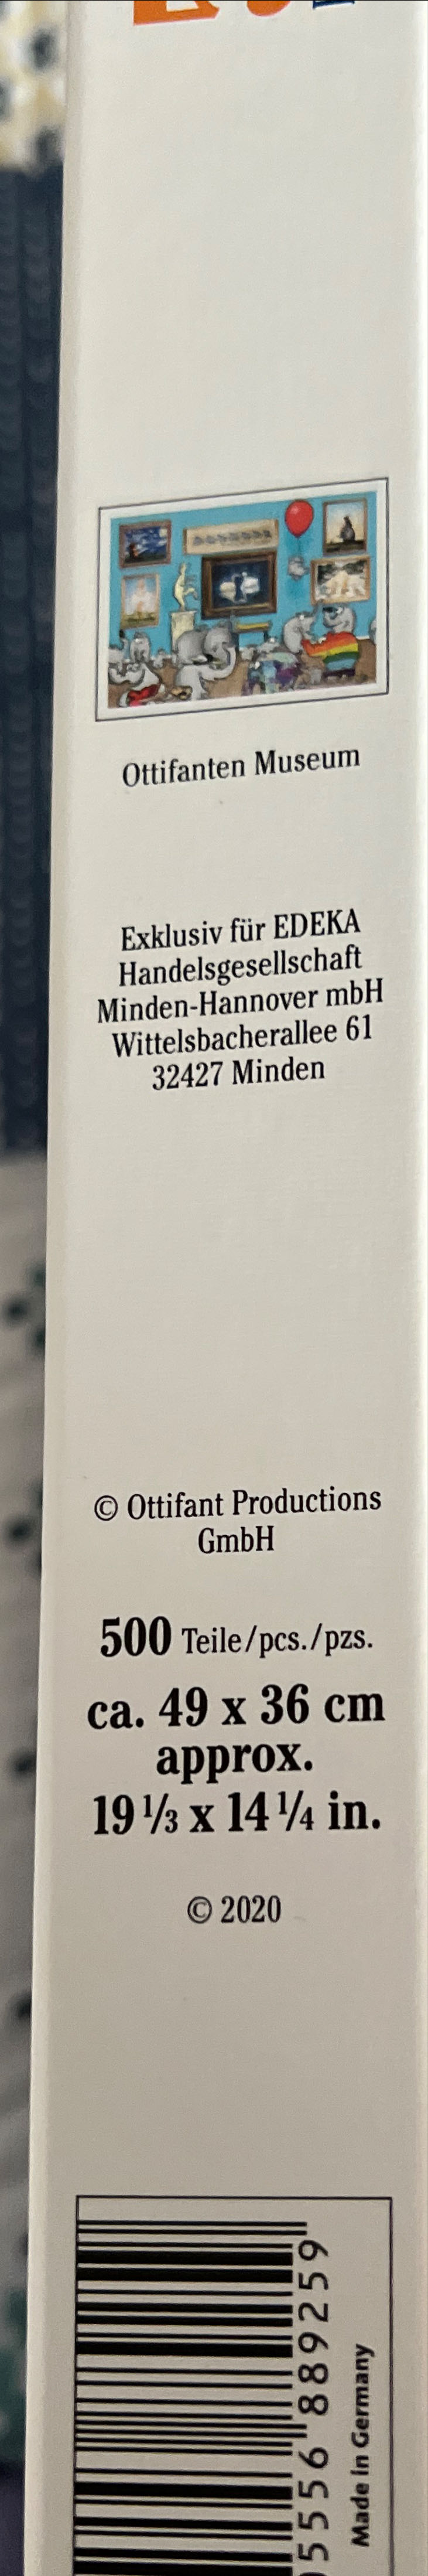 Ottifanten Museum
Exklusiv für EDEKA
Handelsgesellschaft
Minden-Hannover mbH
Wittelsbacherallee 61
32427 Minden
© Ottifant Productions
GmbH
500 Teile/pcs./pzs.
ca. 49 x 36 cm
approx.
19 1/3 x 14 1/4 in.
© 2020
5556 889259
Made in Germany